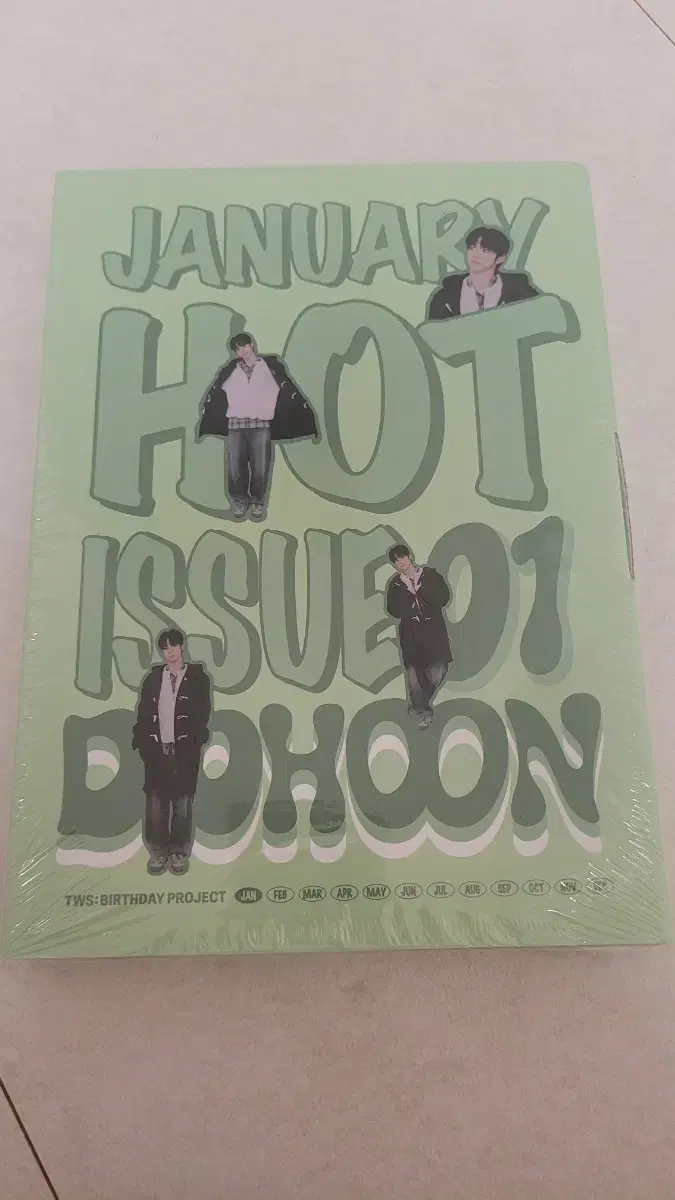 JANUARY
HOT
ISSUE 01
DOHOON
TWS:BIRTHDAY PROJECT JAN FEB MAR APR MAY JUN JUL AUG SEP OCT NOV DEC